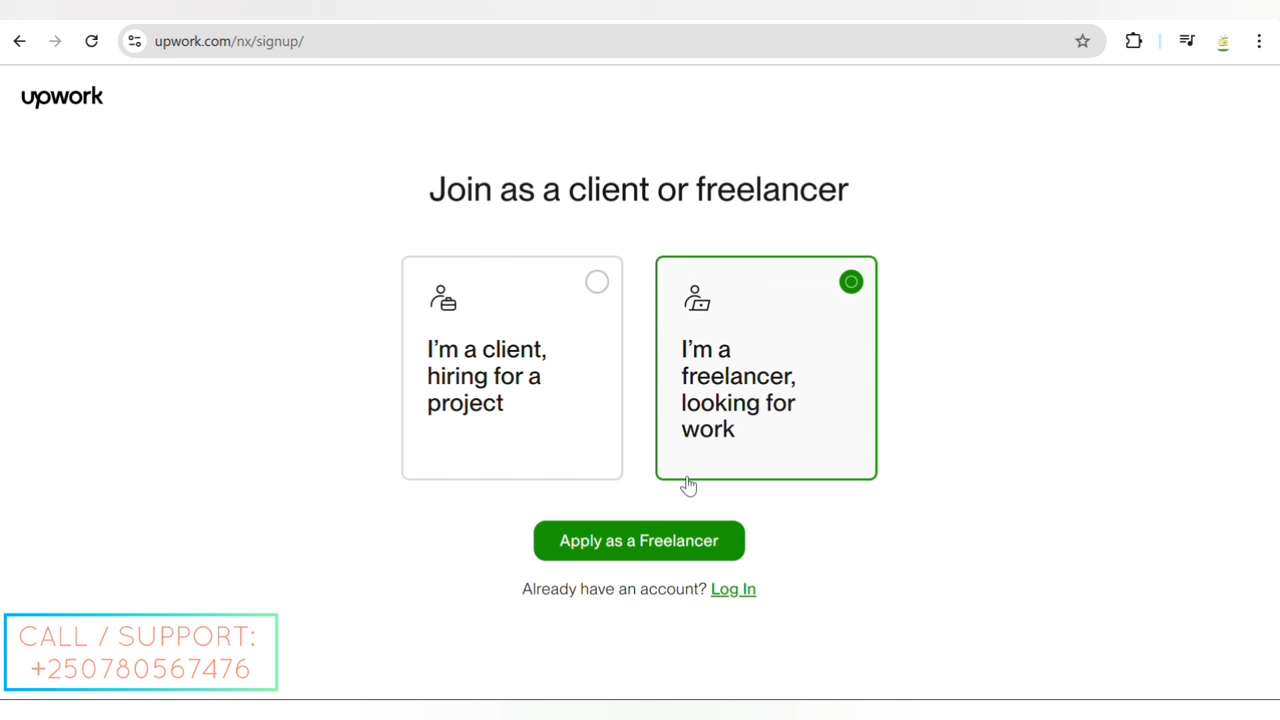 upwork.com/nx/signup/
upwork
Join as a client or freelancer
I'm a client,
hiring for a
project
I'm a
freelancer,
looking for
work
Apply as a Freelancer
Already have an account? Log In
CALL / SUPPORT:
+250780567476